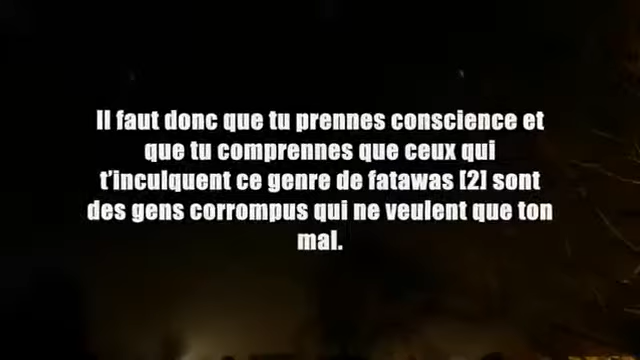 Il faut donc que tu prennes conscience et
que tu comprennes que ceux qui
t'inculquent ce genre de fatawas [2] sont
des gens corrompus qui ne veulent que ton
mal.